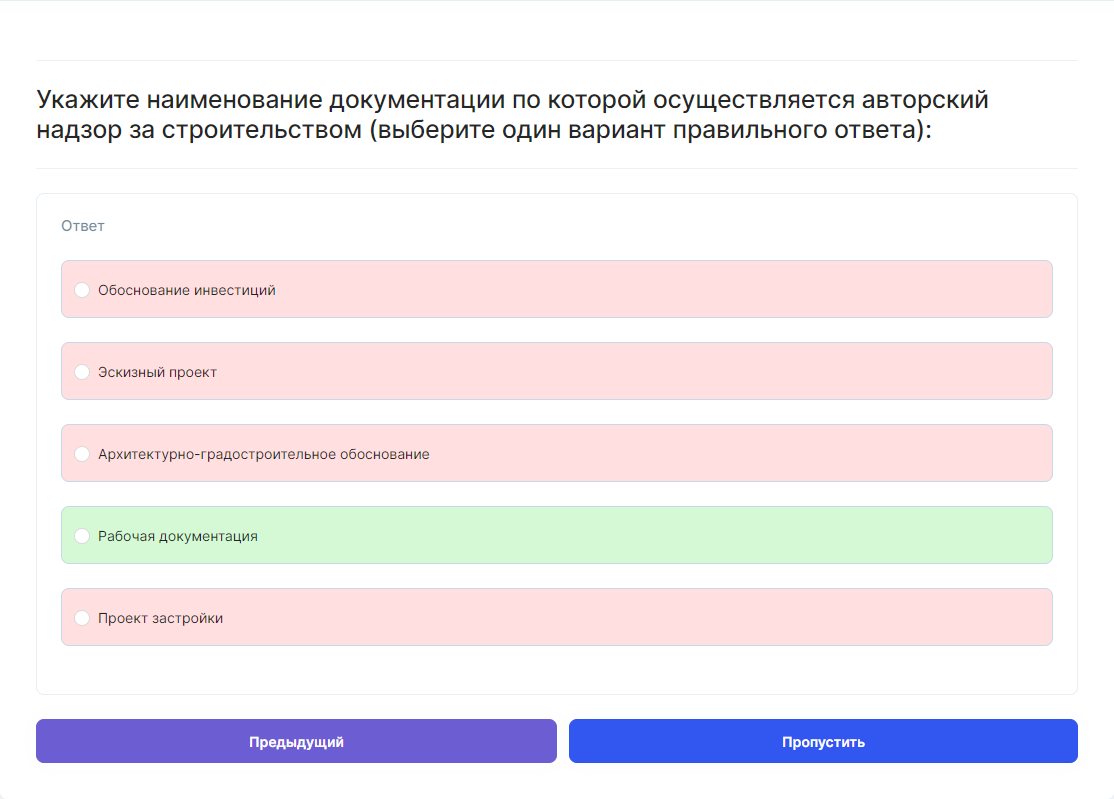 Укажите наименование документации по которой осуществляется авторский
надзор за строительством (выберите один вариант правильного ответа):
Ответ
Обоснование инвестиций
Эскизный проект
Архитектурно-градостроительное обоснование
Рабочая документация
Проект застройки
Предыдущий
Пропустить